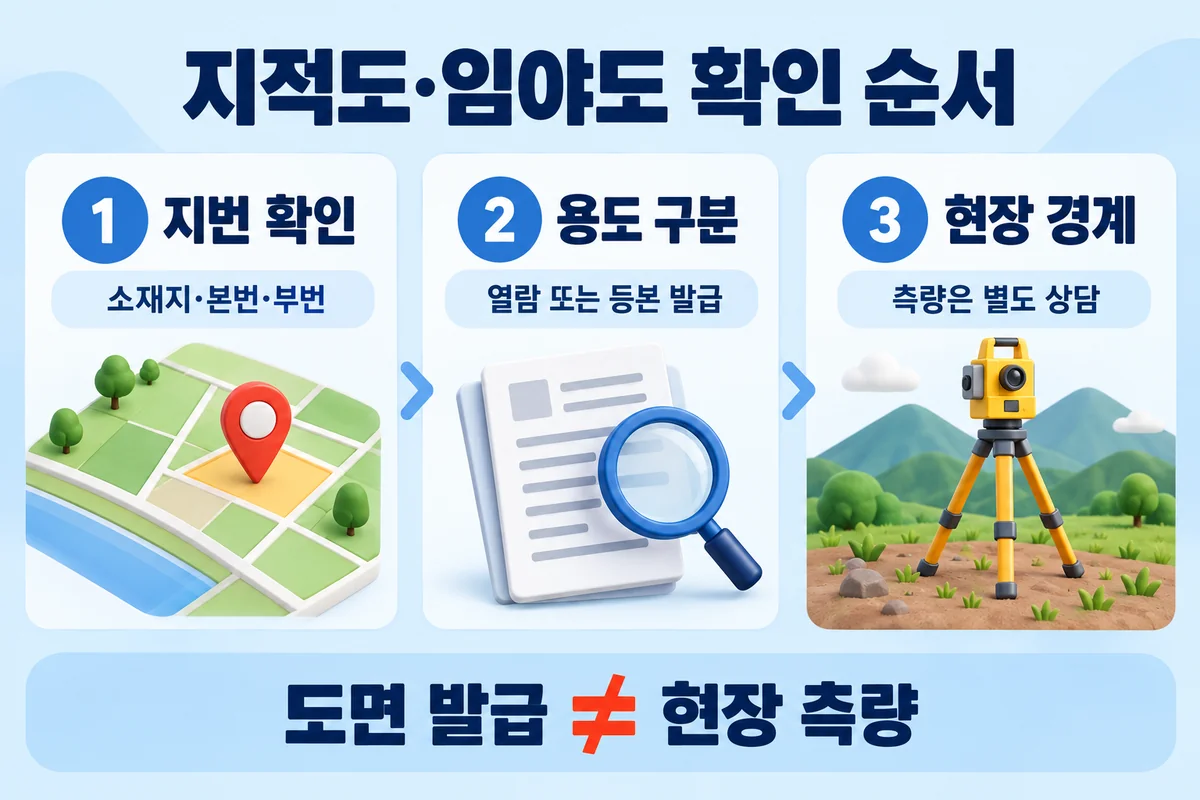 지적도·임야도 확인 순서
1 지번 확인
소재지·본번·부번
2 용도 구분
열람 또는 등본 발급
3 현장 경계
측량은 별도 상담
도면 발급 ≠ 현장 측량